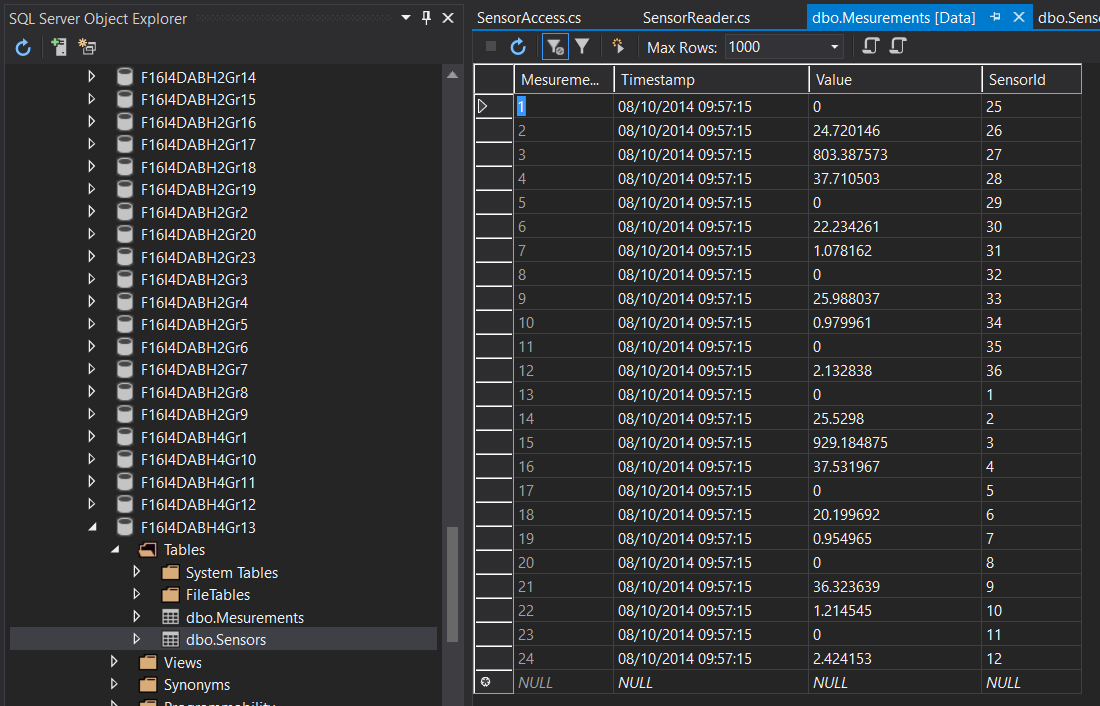 SQL Server Object Explorer
F16I4DABH2Gr14
F16I4DABH2Gr15
F16I4DABH2Gr16
F16I4DABH2Gr17
F16I4DABH2Gr18
F16I4DABH2Gr19
F16I4DABH2Gr2
F16I4DABH2Gr20
F16I4DABH2Gr23
F16I4DABH2Gr3
F16I4DABH2Gr4
F16I4DABH2Gr5
F16I4DABH2Gr6
F16I4DABH2Gr7
F16I4DABH2Gr8
F16I4DABH2Gr9
F16I4DABH4Gr1
F16I4DABH4Gr10
F16I4DABH4Gr11
F16I4DABH4Gr12
F16I4DABH4Gr13
Tables
System Tables
FileTables
dbo.Mesurements
dbo.Sensors
Views
Synonyms
Programmability
SensorAccess.cs SensorReader.cs dbo.Mesurements [Data] dbo.Sens
Max Rows: 1000
Mesureme... Timestamp Value SensorId
1 08/10/2014 09:57:15 0 25
2 08/10/2014 09:57:15 24.720146 26
3 08/10/2014 09:57:15 803.387573 27
4 08/10/2014 09:57:15 37.710503 28
5 08/10/2014 09:57:15 0 29
6 08/10/2014 09:57:15 22.234261 30
7 08/10/2014 09:57:15 1.078162 31
8 08/10/2014 09:57:15 0 32
9 08/10/2014 09:57:15 25.988037 33
10 08/10/2014 09:57:15 0.979961 34
11 08/10/2014 09:57:15 0 35
12 08/10/2014 09:57:15 2.132838 36
13 08/10/2014 09:57:15 0 1
14 08/10/2014 09:57:15 25.5298 2
15 08/10/2014 09:57:15 929.184875 3
16 08/10/2014 09:57:15 37.531967 4
17 08/10/2014 09:57:15 0 5
18 08/10/2014 09:57:15 20.199692 6
19 08/10/2014 09:57:15 0.954965 7
20 08/10/2014 09:57:15 0 8
21 08/10/2014 09:57:15 36.323639 9
22 08/10/2014 09:57:15 1.214545 10
23 08/10/2014 09:57:15 0 11
24 08/10/2014 09:57:15 2.424153 12
NULL NULL NULL NULL